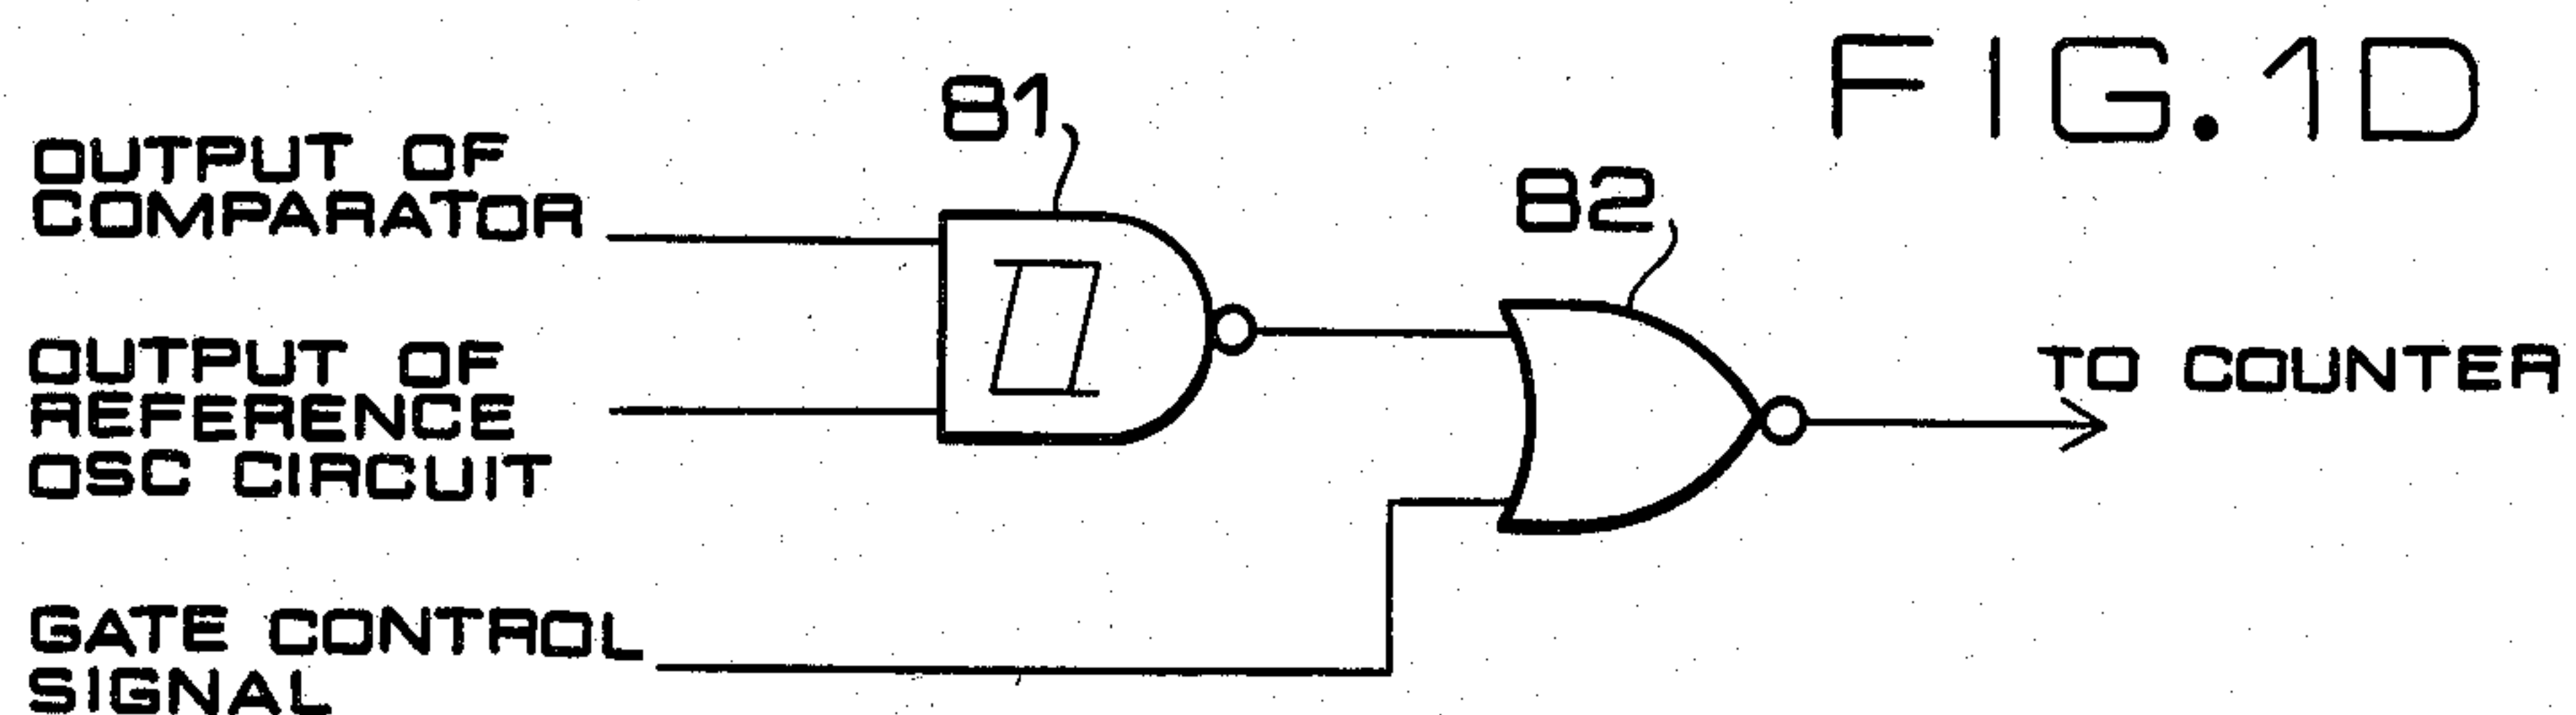 FIG.1D
81
OUTPUT OF
COMPARATOR
82
OUTPUT OF
REFERENCE
OSC CIRCUIT
TO COUNTER
GATE CONTROL
SIGNAL